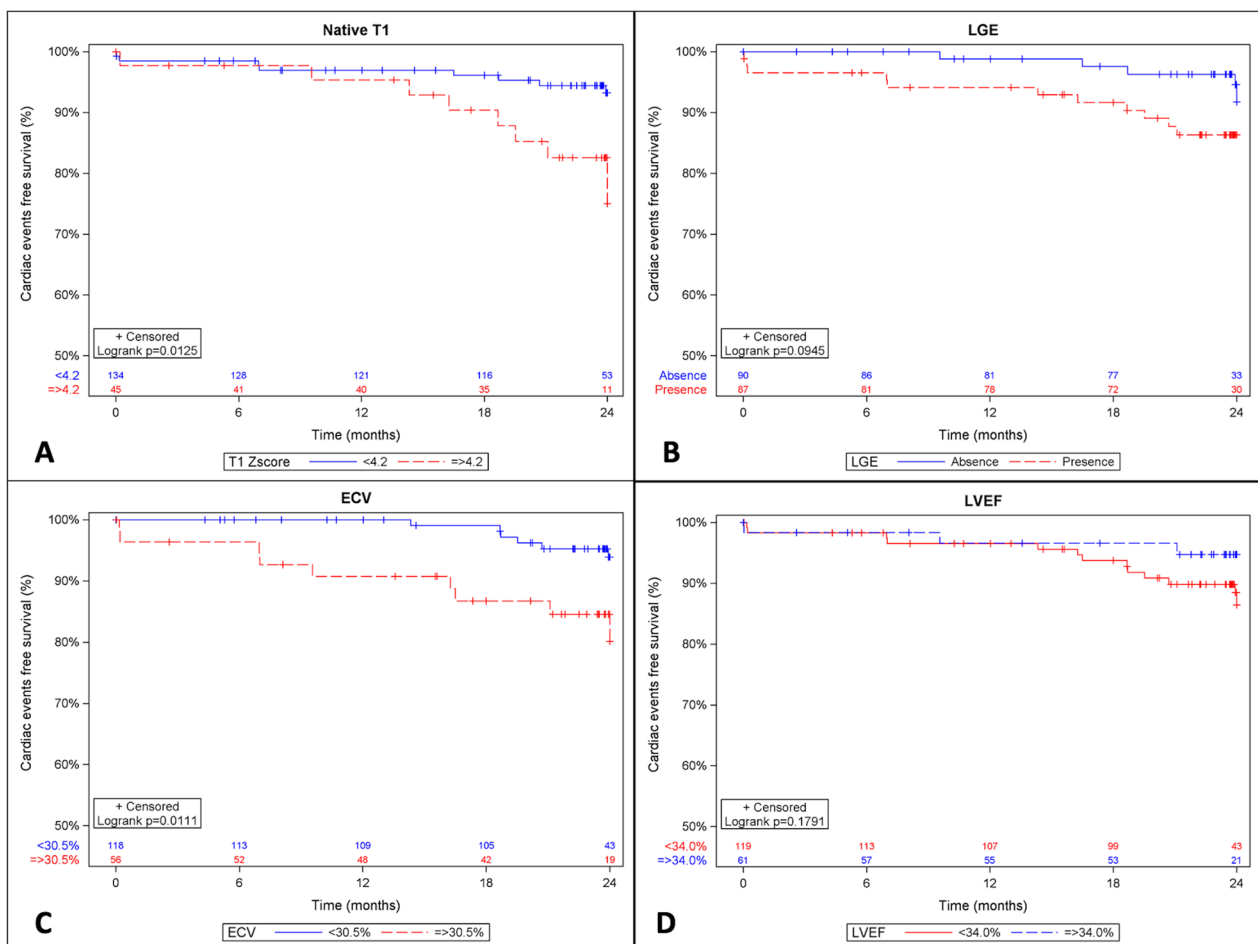 Native T1
Cardiac events free survival (%)
100%
90%
80%
70%
60%
50%
+ Censored
Logrank p=0.0125
<4.2 134 128 121 116 53
=>4.2 45 41 40 35 11
0 6 12 18 24
Time (months)
A
T1 Zscore <4.2 =>4.2
LGE
Cardiac events free survival (%)
100%
90%
80%
70%
60%
50%
+ Censored
Logrank p=0.0945
Absence 90 86 81 77 33
Presence 87 81 78 72 30
0 6 12 18 24
Time (months)
B
LGE Absence Presence
ECV
Cardiac events free survival (%)
100%
90%
80%
70%
60%
50%
+ Censored
Logrank p=0.0111
<30.5% 118 113 109 105 43
=>30.5% 56 52 48 42 19
0 6 12 18 24
Time (months)
C
ECV <30.5% =>30.5%
LVEF
Cardiac events free survival (%)
100%
90%
80%
70%
60%
50%
+ Censored
Logrank p=0.1791
<34.0% 119 113 107 99 43
=>34.0% 61 57 55 53 21
0 6 12 18 24
Time (months)
D
LVEF <34.0% =>34.0%